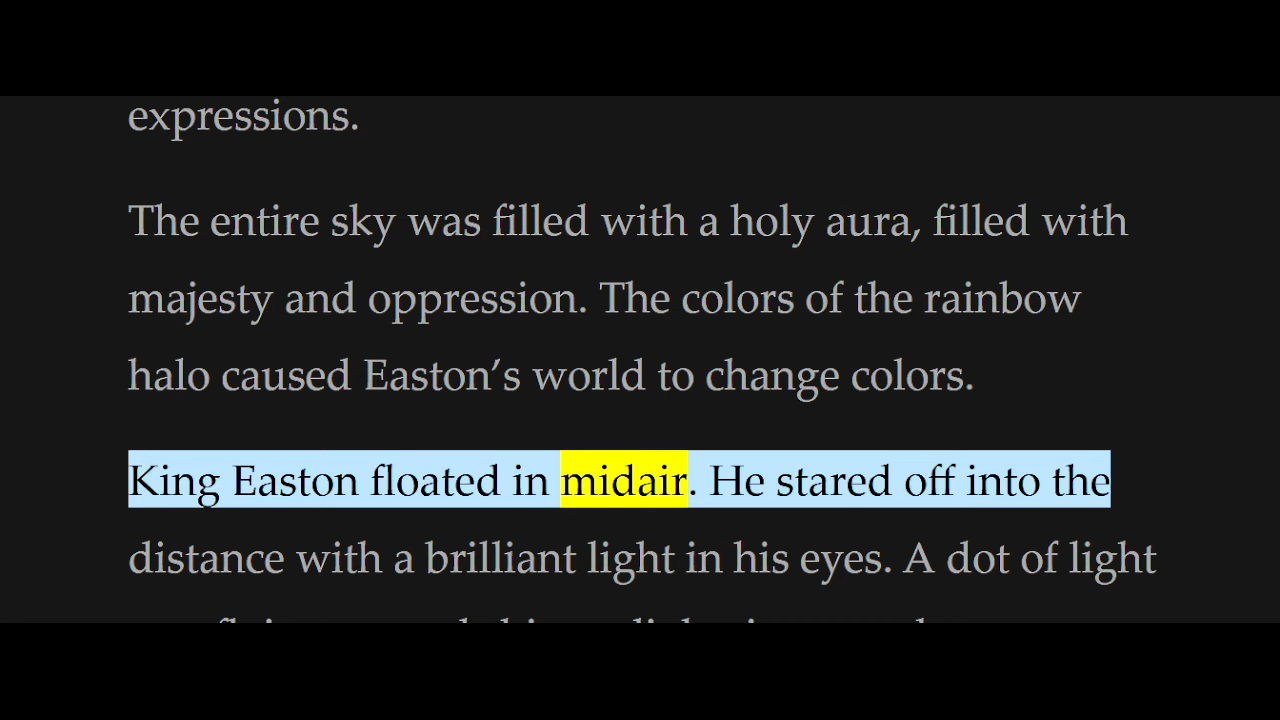 expressions.
The entire sky was filled with a holy aura, filled with
majesty and oppression. The colors of the rainbow
halo caused Easton’s world to change colors.
King Easton floated in midair. He stared off into the
distance with a brilliant light in his eyes. A dot of light